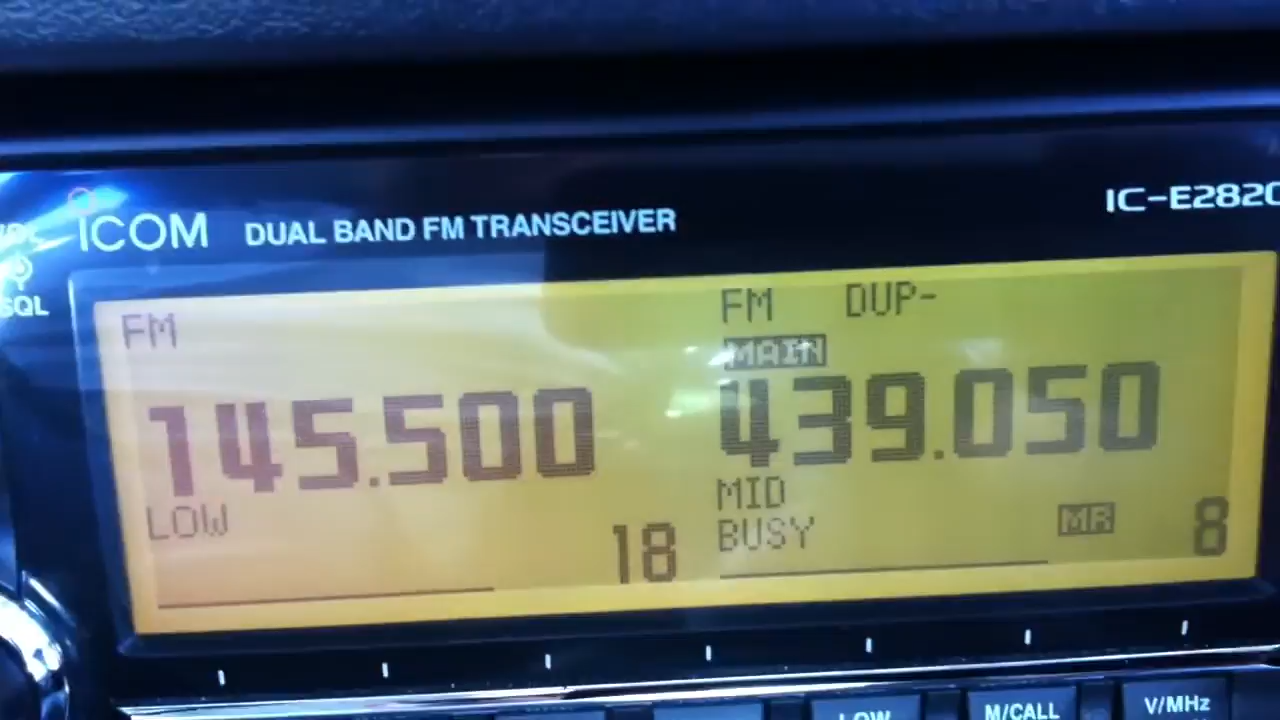 ICOM DUAL BAND FM TRANSCEIVER IC-E2820
SQL
FM FM DUP-
MAIN
145.500 439.050
LOW MID
18 BUSY MR 8
LOW M/CALL V/MHz